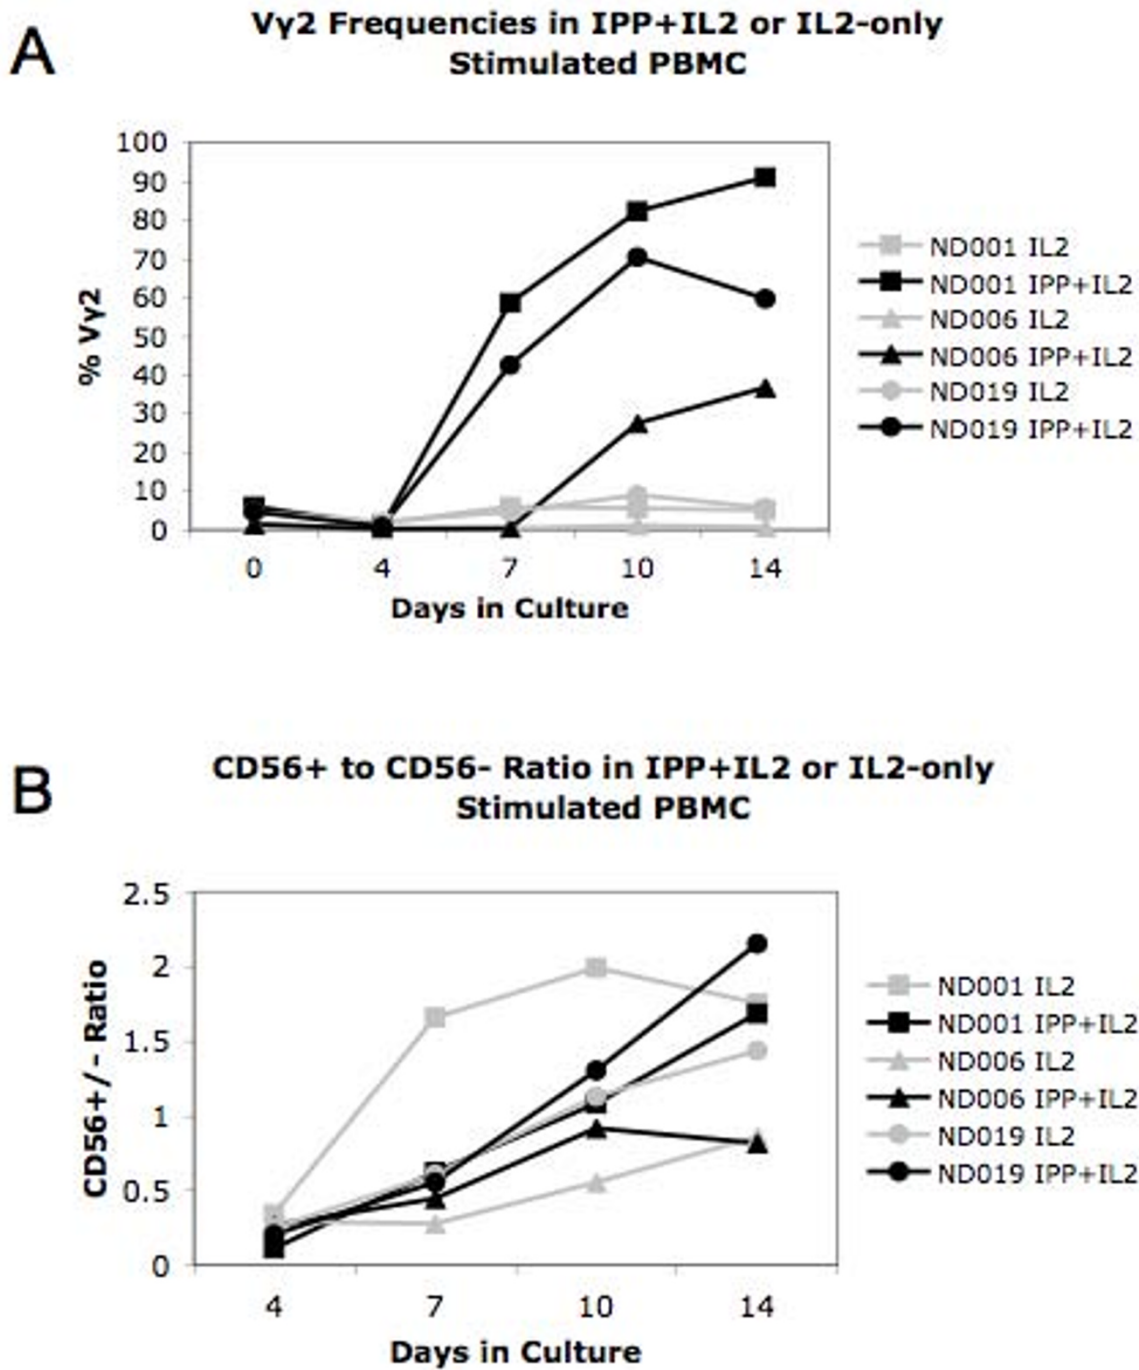 A
Vγ2 Frequencies in IPP+IL2 or IL2-only
Stimulated PBMC
100
90
80
70
60
50
40
30
20
10
0
% Vγ2
0 4 7 10 14
Days in Culture
ND001 IL2
ND001 IPP+IL2
ND006 IL2
ND006 IPP+IL2
ND019 IL2
ND019 IPP+IL2
B
CD56+ to CD56- Ratio in IPP+IL2 or IL2-only
Stimulated PBMC
2.5
2
1.5
1
0.5
0
CD56+/- Ratio
4 7 10 14
Days in Culture
ND001 IL2
ND001 IPP+IL2
ND006 IL2
ND006 IPP+IL2
ND019 IL2
ND019 IPP+IL2